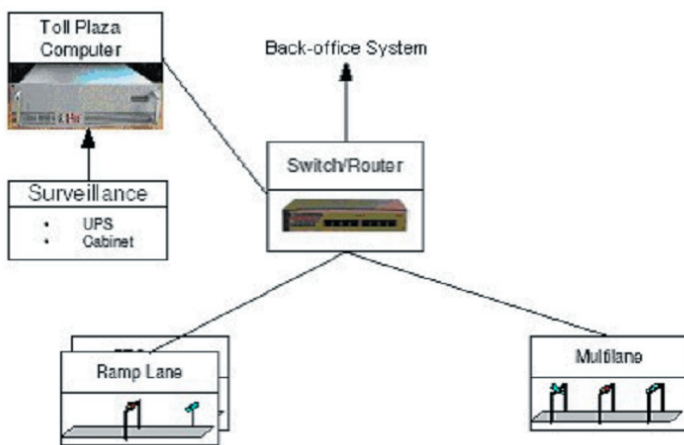 Toll Plaza
Computer
Back-office System
Switch/Router
Surveillance
• UPS
• Cabinet
Ramp Lane
Multilane